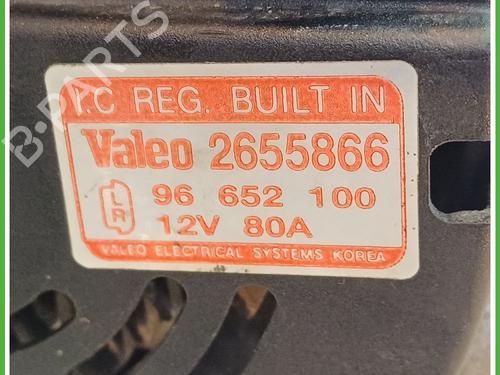 I.C REG. BUILT IN
Valeo 2655866
LR 96 652 100
12V 80A
VALEO ELECTRICAL SYSTEMS KOREA
B-PARTS